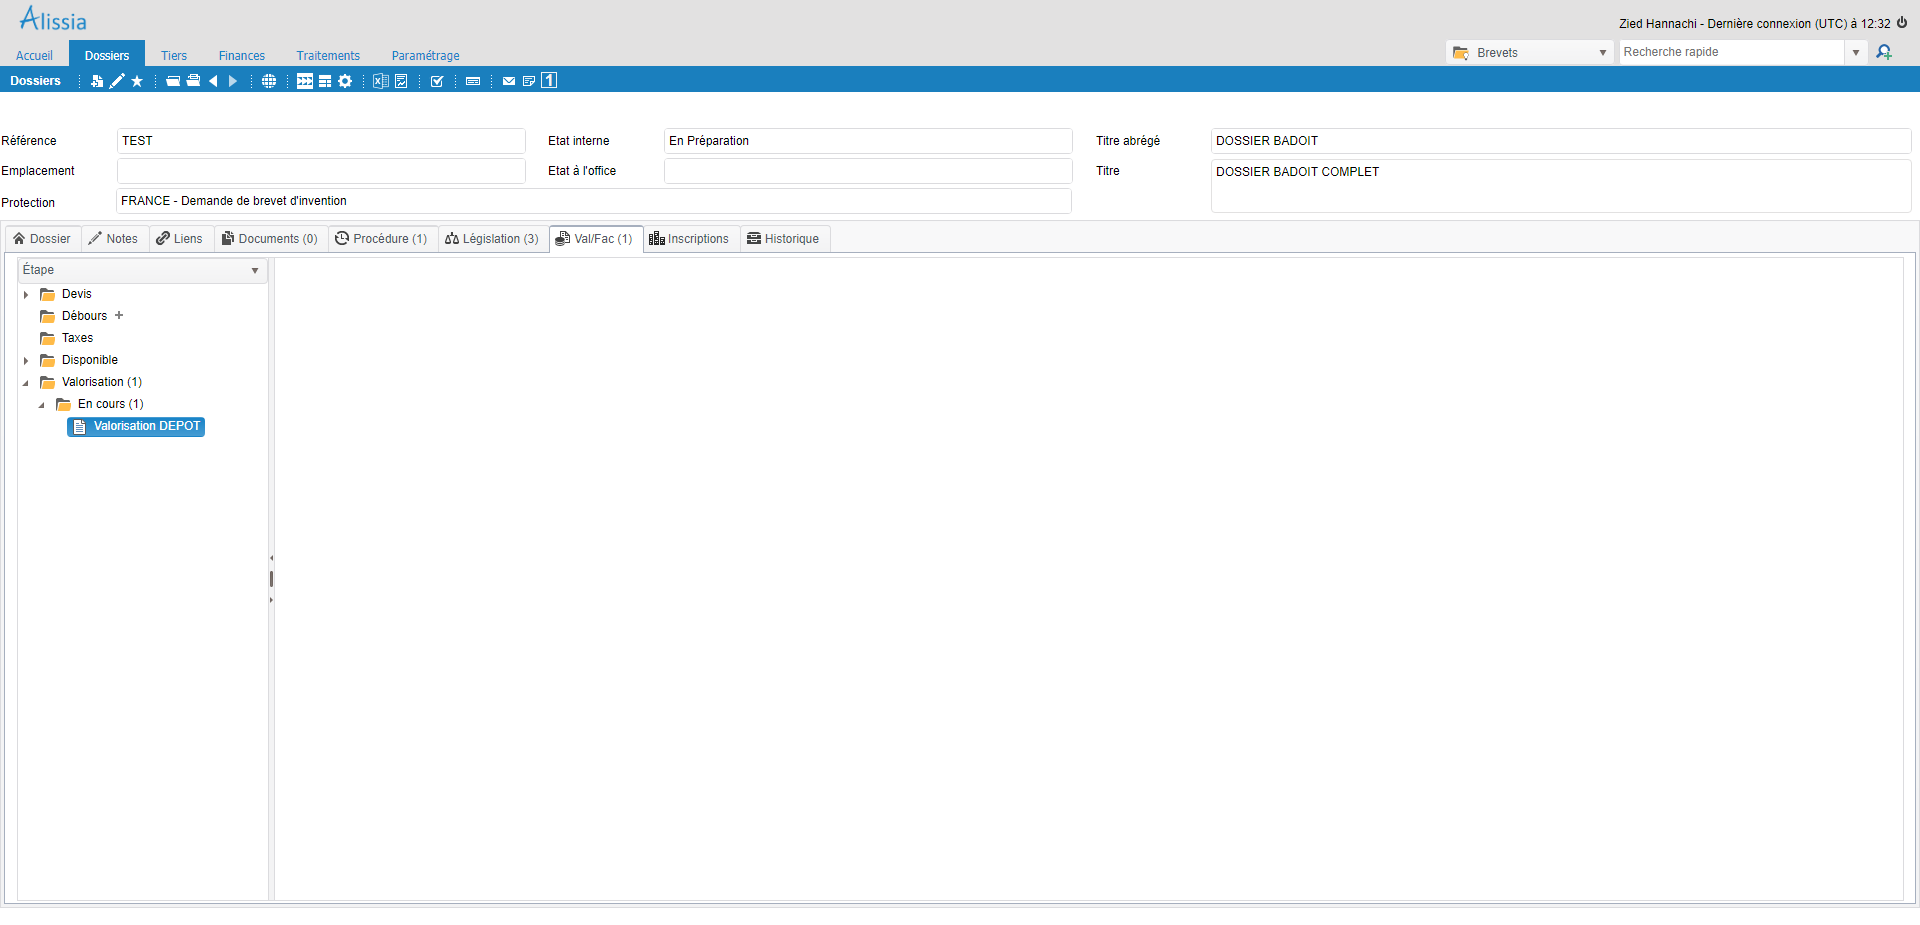 Alissia
Zied Hannachi - Dernière connexion (UTC) à 12:32
Accueil Dossiers Tiers Finances Traitements Paramétrage Brevets Recherche rapide
Dossiers 1
Référence TEST Etat interne En Préparation Titre abrégé DOSSIER BADOIT
Emplacement Etat à l'office Titre DOSSIER BADOIT COMPLET
Protection FRANCE - Demande de brevet d'invention
Dossier Notes Liens Documents (0) Procédure (1) Législation (3) Val/Fac (1) Inscriptions Historique
Étape
Devis
Débours +
Taxes
Disponible
Valorisation (1)
En cours (1)
Valorisation DEPOT